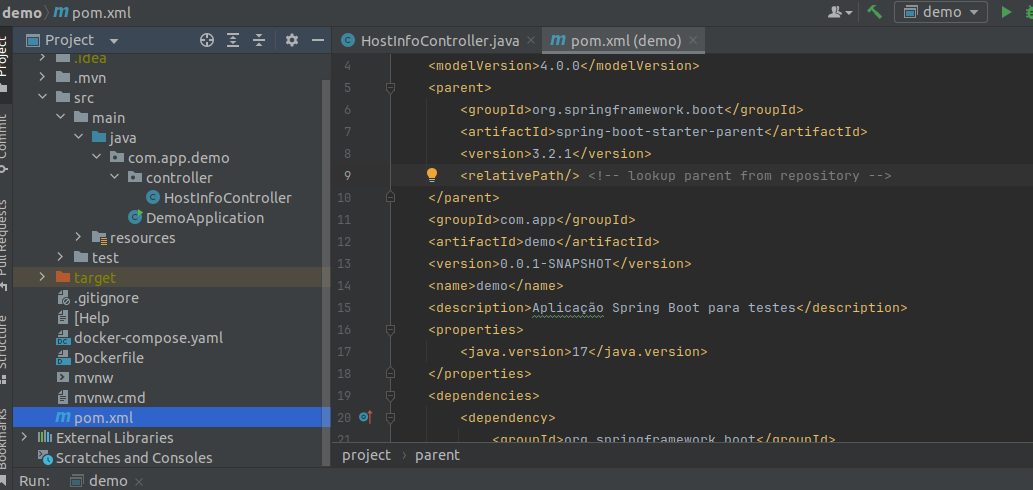 demo pom.xml
demo
Project
HostInfoController.java
pom.xml (demo)
Project
Commit
Pull Requests
Structure
Bookmarks
.idea
.mvn
src
main
java
com.app.demo
controller
HostInfoController
DemoApplication
resources
test
target
.gitignore
[Help
docker-compose.yaml
Dockerfile
mvnw
mvnw.cmd
pom.xml
External Libraries
Scratches and Consoles
4 <modelVersion>4.0.0</modelVersion>
5 <parent>
6 <groupId>org.springframework.boot</groupId>
7 <artifactId>spring-boot-starter-parent</artifactId>
8 <version>3.2.1</version>
9 <relativePath/> <!-- lookup parent from repository -->
10 </parent>
11 <groupId>com.app</groupId>
12 <artifactId>demo</artifactId>
13 <version>0.0.1-SNAPSHOT</version>
14 <name>demo</name>
15 <description>Aplicação Spring Boot para testes</description>
16 <properties>
17 <java.version>17</java.version>
18 </properties>
19 <dependencies>
20 <dependency>
21 <groupId>org.springframework.boot</groupId>
project parent
Run: demo